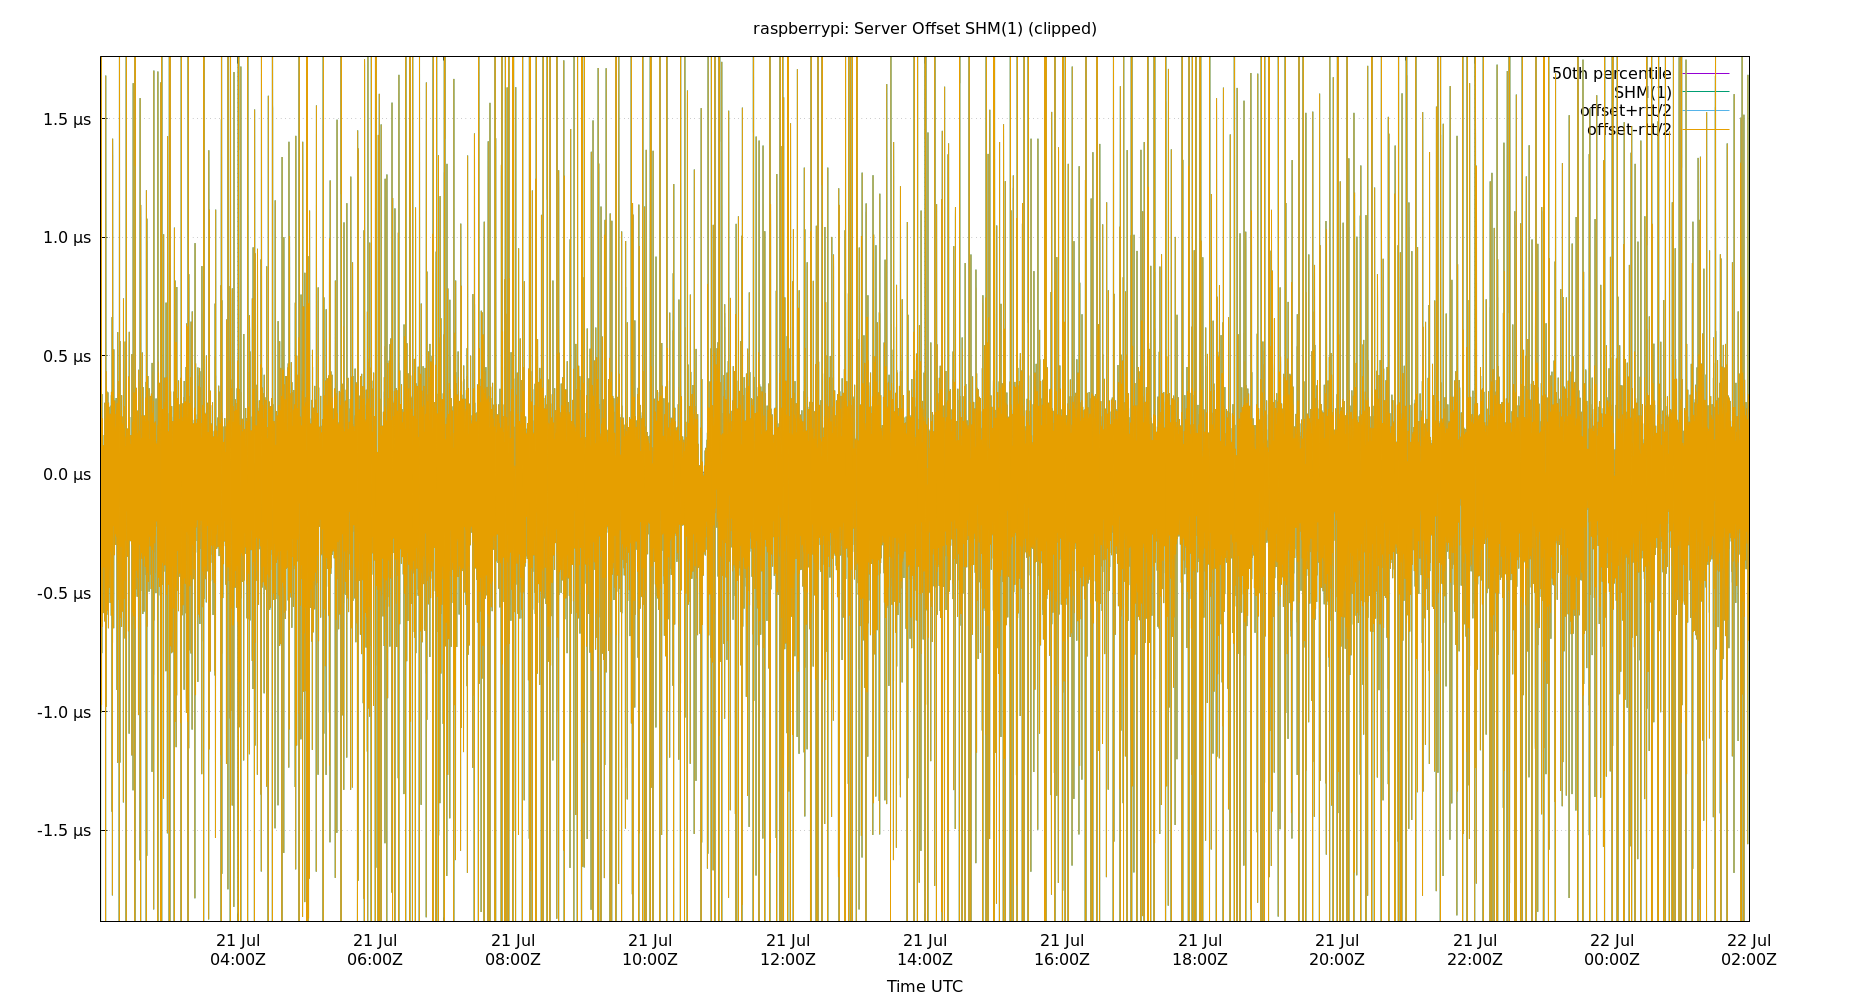 raspberrypi: Server Offset SHM(1) (clipped)
50th percentile
SHM(1)
offset+rtt/2
offset-rtt/2
1.5 µs
1.0 µs
0.5 µs
0.0 µs
-0.5 µs
-1.0 µs
-1.5 µs
21 Jul 21 Jul 21 Jul 21 Jul 21 Jul 21 Jul 21 Jul 21 Jul 21 Jul 21 Jul 22 Jul 22 Jul
04:00Z 06:00Z 08:00Z 10:00Z 12:00Z 14:00Z 16:00Z 18:00Z 20:00Z 22:00Z 00:00Z 02:00Z
Time UTC